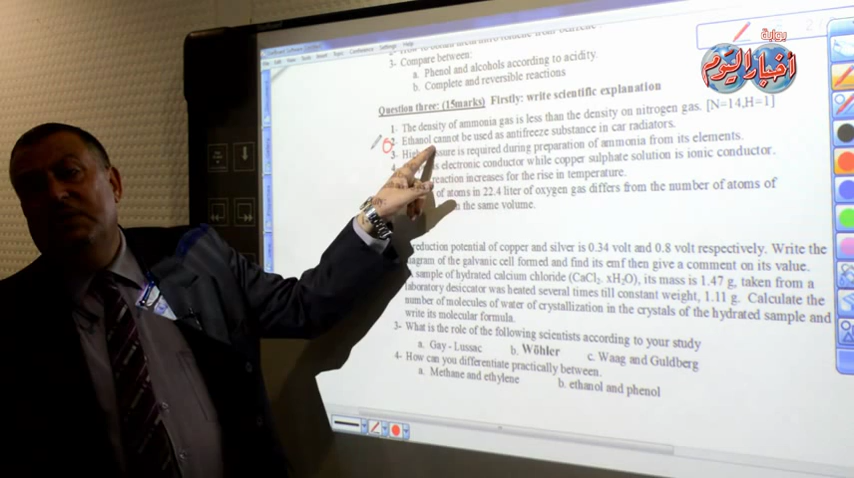 بوابة
أخبار اليوم
3- Compare between:
a. Phenol and alcohols according to acidity.
b. Complete and reversible reactions
Question three: (15marks) Firstly: write scientific explanation
1- The density of ammonia gas is less than the density on nitrogen gas. [N=14,H=1]
2- Ethanol cannot be used as antifreeze substance in car radiators.
3- High pressure is required during preparation of ammonia from its elements.
4- is electronic conductor while copper sulphate solution is ionic conductor.
reaction increases for the rise in temperature.
of atoms in 22.4 liter of oxygen gas differs from the number of atoms of
in the same volume.
reduction potential of copper and silver is 0.34 volt and 0.8 volt respectively. Write the
diagram of the galvanic cell formed and find its emf then give a comment on its value.
A sample of hydrated calcium chloride (CaCl2. xH2O), its mass is 1.47 g, taken from a
laboratory desiccator was heated several times till constant weight, 1.11 g. Calculate the
number of molecules of water of crystallization in the crystals of the hydrated sample and
write its molecular formula.
3- What is the role of the following scientists according to your study
a. Gay - Lussac b. Wöhler c. Waag and Guldberg
4- How can you differentiate practically between.
a. Methane and ethylene b. ethanol and phenol